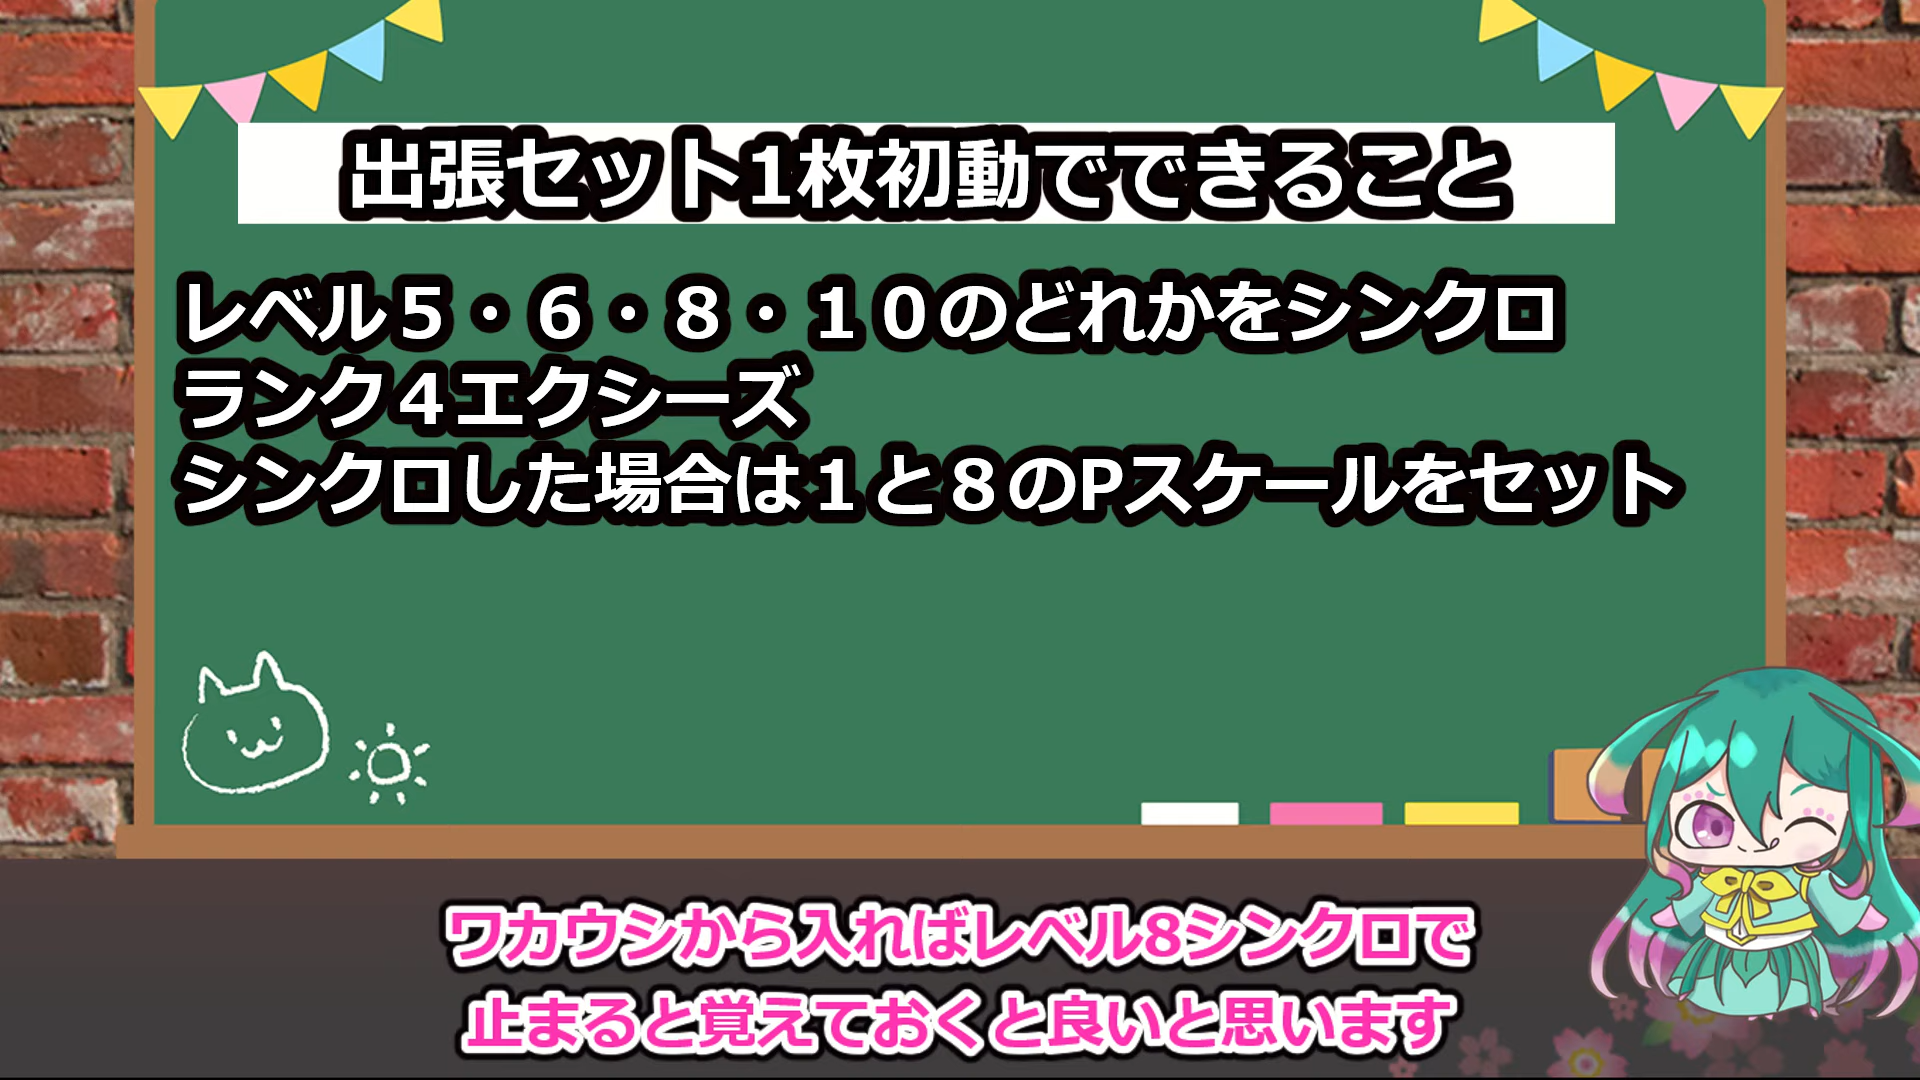 出張セット1枚初動でできること
レベル５・６・８・１０のどれかをシンクロ
ランク４エクシーズ
シンクロした場合は１と８のPスケールをセット
ワカウシから入ればレベル8シンクロで
止まると覚えておくと良いと思います